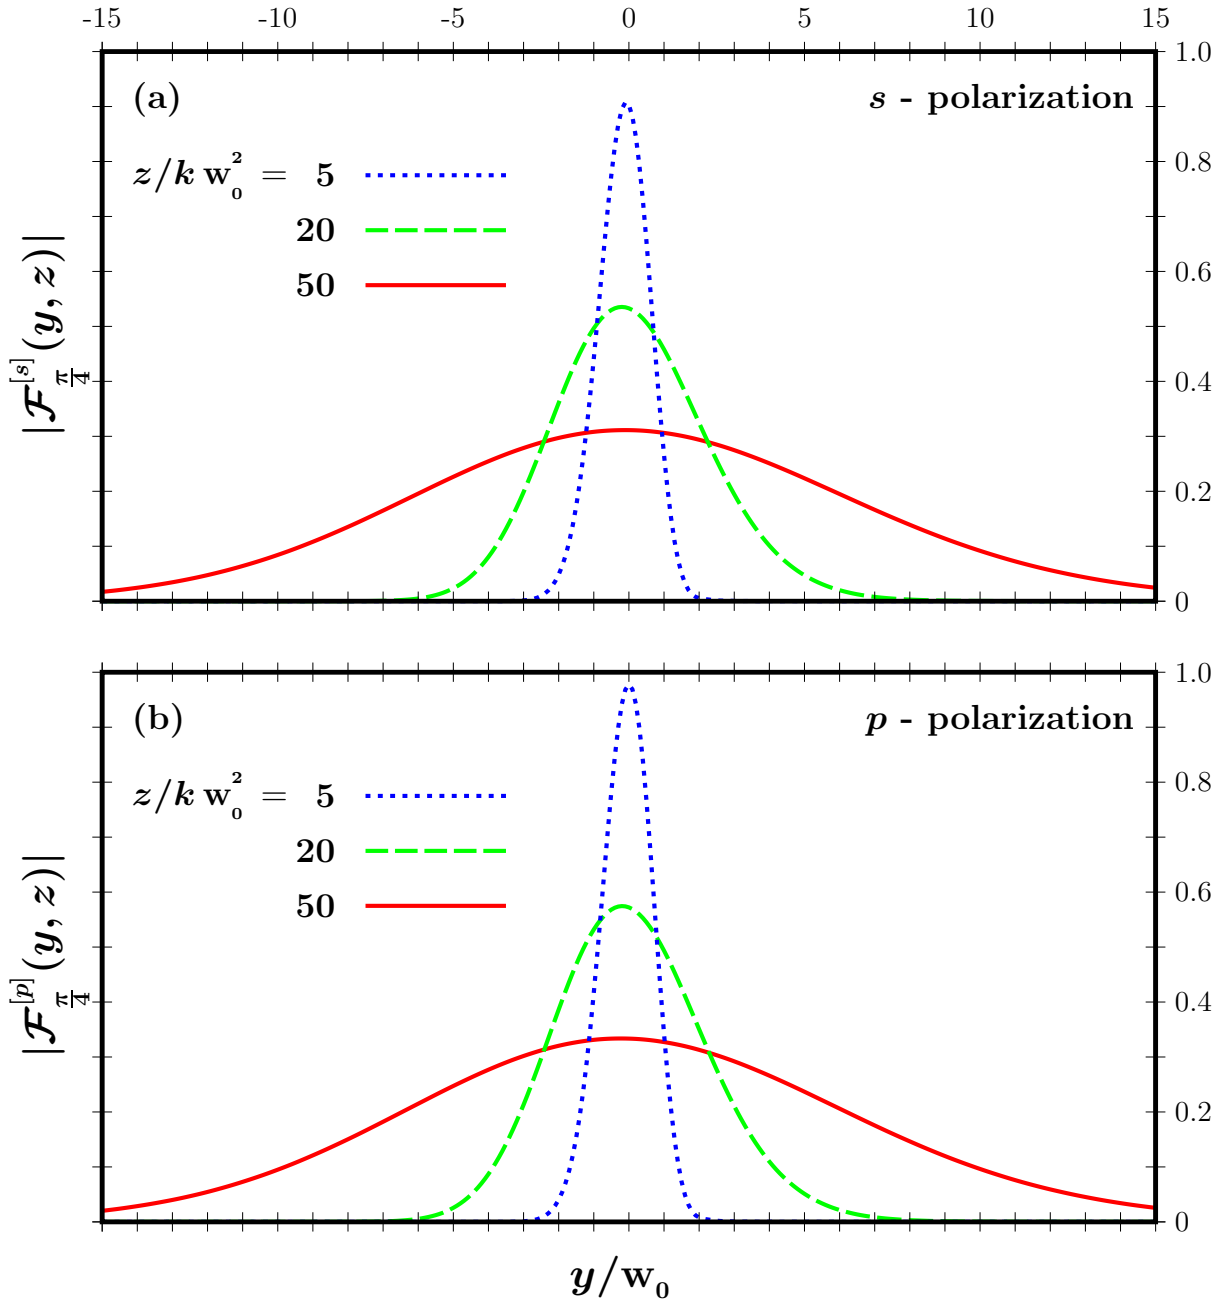 -15 -5 0 5 10 15
-10
(a) s - polarization
1.0
0.8
0.6
0.4
0.2
0
z/k w₀² = 5
20
50
|𝓕^[s]_π/4(y, z)|
(b) p - polarization
1.0
0.8
0.6
0.4
0.2
0
z/k w₀² = 5
20
50
|𝓕^[p]_π/4(y, z)|
y/w₀